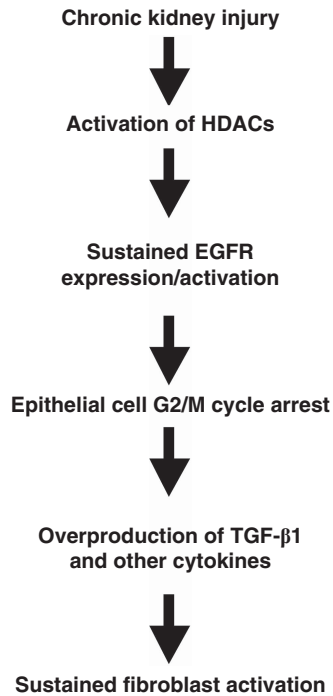 Chronic kidney injury
Activation of HDACs
Sustained EGFR
expression/activation
Epithelial cell G2/M cycle arrest
Overproduction of TGF-β1
and other cytokines
Sustained fibroblast activation